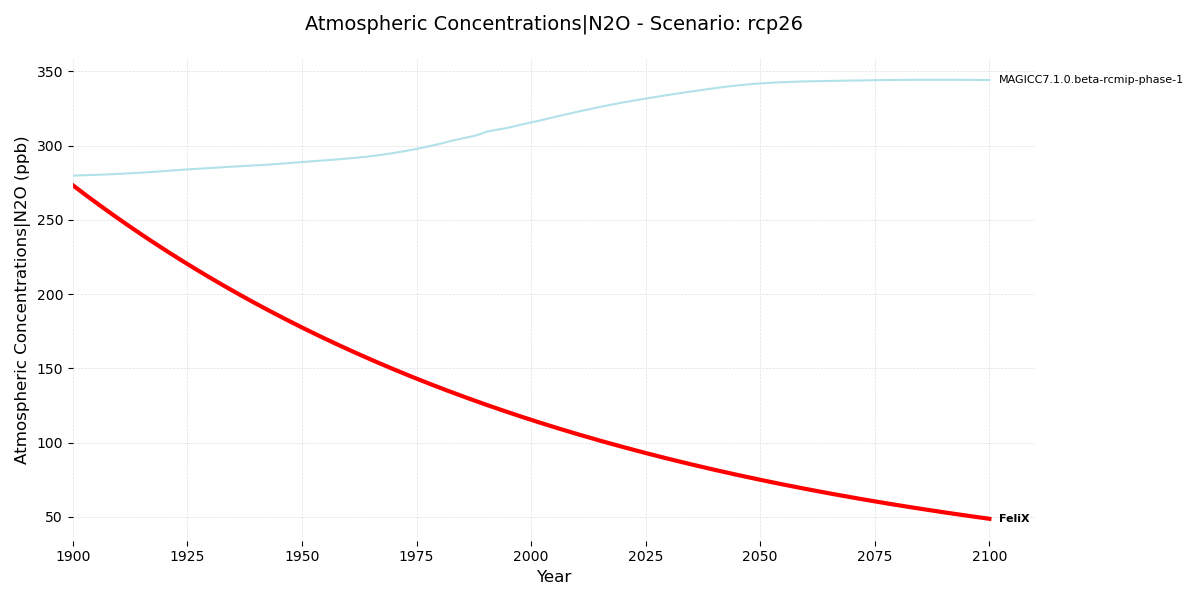 Atmospheric Concentrations|N2O - Scenario: rcp26
Atmospheric Concentrations|N2O (ppb)
350
300
250
200
150
100
50
MAGICC7.1.0.beta-rcmip-phase-1
FeliX
1900 1925 1950 1975 2000 2025 2050 2075 2100
Year